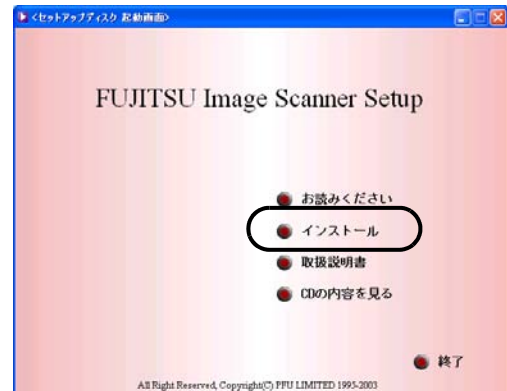 <セットアップディスク 起動画面>
FUJITSU Image Scanner Setup
お読みください
インストール
取扱説明書
CDの内容を見る
終了
All Right Reserved, Copyright(C) PFU LIMITED 1995-2003